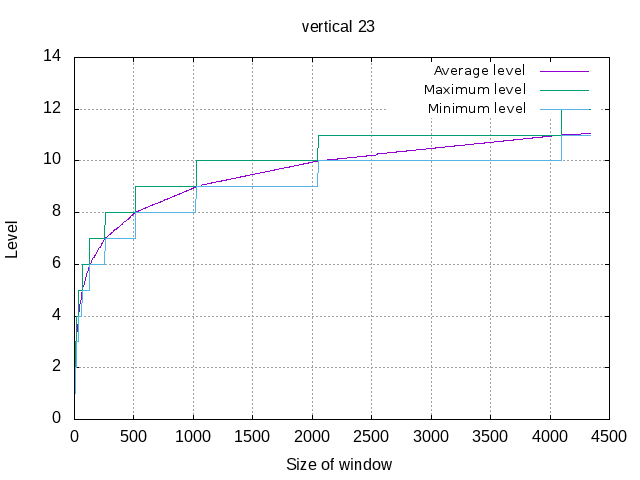 vertical 23
14
12
10
8
6
4
2
0
Average level
Maximum level
Minimum level
Level
0 500 1000 1500 2000 2500 3000 3500 4000 4500
Size of window